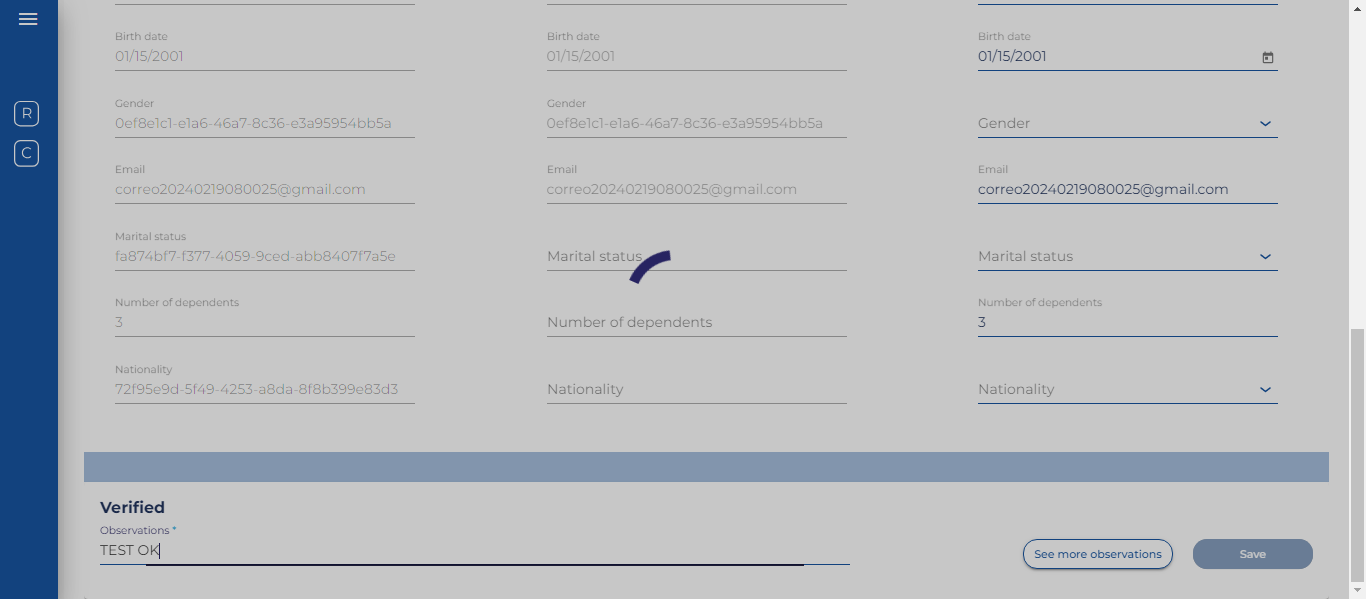 R
C
Birth date Birth date Birth date
01/15/2001 01/15/2001 01/15/2001
Gender Gender
0ef8e1c1-e1a6-46a7-8c36-e3a95954bb5a 0ef8e1c1-e1a6-46a7-8c36-e3a95954bb5a Gender
Email Email Email
correo20240219080025@gmail.com correo20240219080025@gmail.com correo20240219080025@gmail.com
Marital status
fa874bf7-f377-4059-9ced-abb8407f7a5e Marital status Marital status
Number of dependents Number of dependents
3 Number of dependents 3
Nationality
72f95e9d-5f49-4253-a8da-8f8b399e83d3 Nationality Nationality
Verified
Observations *
TEST OK
See more observations Save